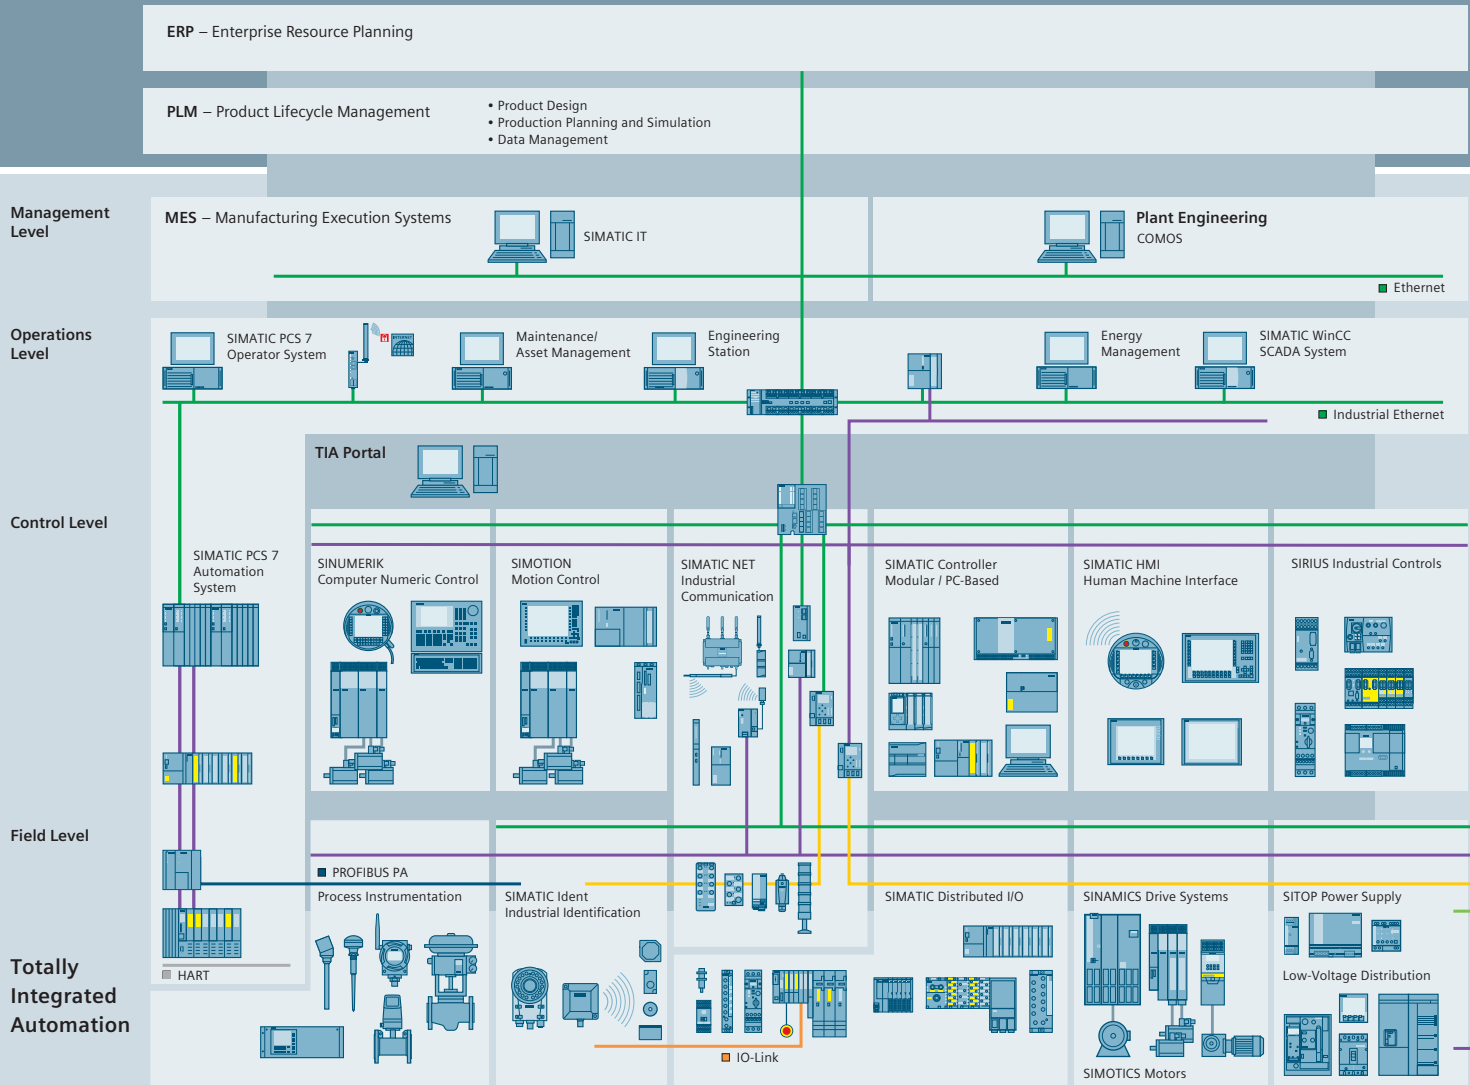 ERP – Enterprise Resource Planning
PLM – Product Lifecycle Management
• Product Design
• Production Planning and Simulation
• Data Management
Management
Level
MES – Manufacturing Execution Systems
SIMATIC IT
Plant Engineering
COMOS
Ethernet
Operations
Level
SIMATIC PCS 7
Operator System
Maintenance/
Asset Management
Engineering
Station
Energy
Management
SIMATIC WinCC
SCADA System
Industrial Ethernet
TIA Portal
Control Level
SIMATIC PCS 7
Automation
System
SINUMERIK
Computer Numeric Control
SIMOTION
Motion Control
SIMATIC NET
Industrial
Communication
SIMATIC Controller
Modular / PC-Based
SIMATIC HMI
Human Machine Interface
SIRIUS Industrial Controls
Field Level
PROFIBUS PA
Process Instrumentation
SIMATIC Ident
Industrial Identification
SIMATIC Distributed I/O
SINAMICS Drive Systems
SITOP Power Supply
Low-Voltage Distribution
HART
IO-Link
SIMOTICS Motors
Totally
Integrated
Automation